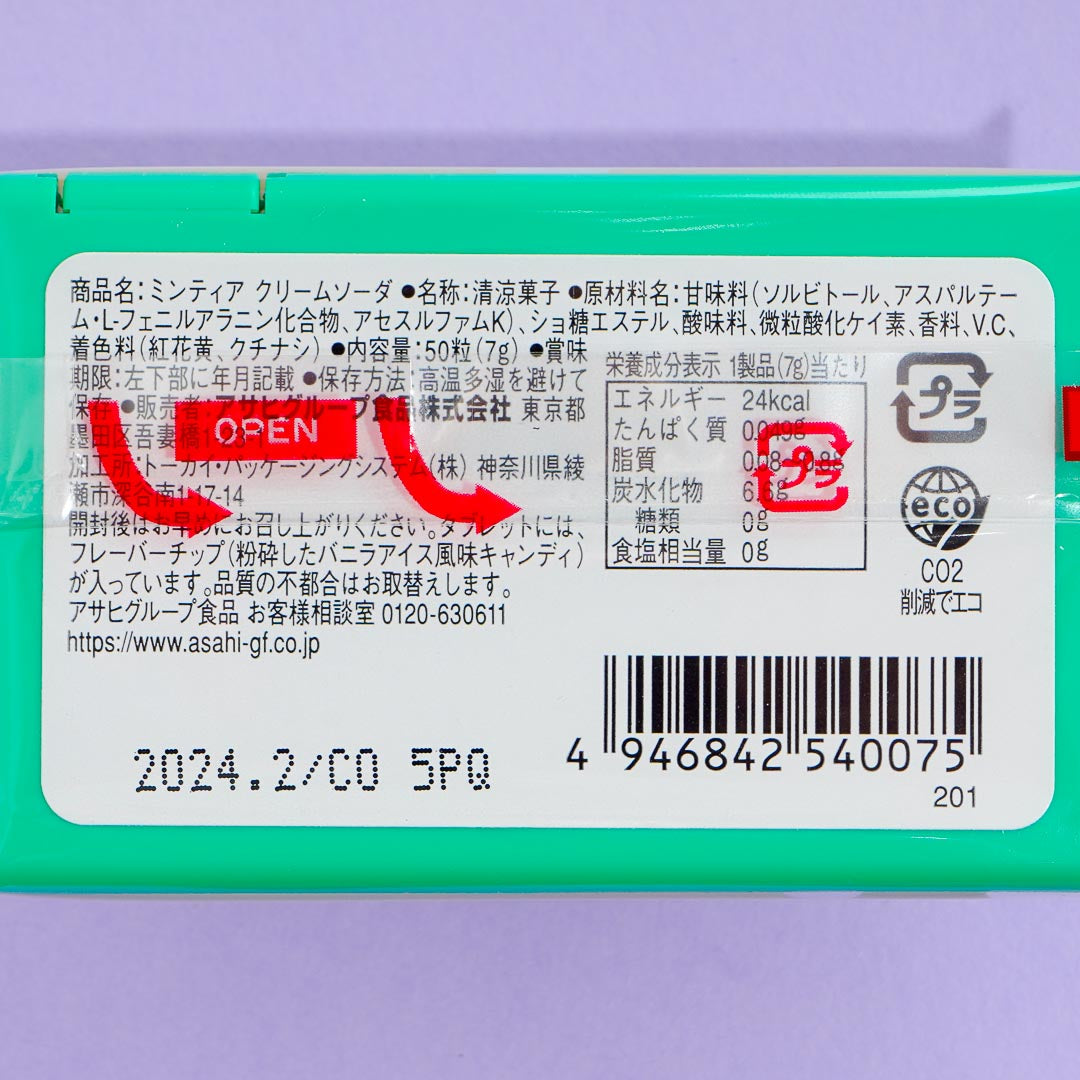 商品名：ミンティア クリームソーダ ●名称：清涼菓子 ●原材料名：甘味料（ソルビトール、アスパルテー
ム・L-フェニルアラニン化合物、アセスルファムK）、ショ糖エステル、酸味料、微粒酸化ケイ素、香料、V.C、
着色料（紅花黄、クチナシ） ●内容量：50粒(7g) ●賞味
期限：左下部に年月記載 ●保存方法：高温多湿を避けて
保存 ●販売者：アサヒグループ食品株式会社 東京都
墨田区吾妻橋1-23-1
OPEN
加工所：トーカイ・パッケージングシステム(株) 神奈川県綾
瀬市深谷南1-17-14
開封後はお早めにお召し上がりください。タブレットには、
フレーバーチップ（粉砕したバニラアイス風味キャンディ）
が入っています。品質の不都合はお取替えします。
アサヒグループ食品 お客様相談室 0120-630611
https://www.asahi-gf.co.jp
栄養成分表示 1製品(7g)当たり
エネルギー 24kcal
たんぱく質 0.049g
脂質 0.08
炭水化物 6.6g
糖類 0g
食塩相当量 0g
プラ
プラ
eco
CO2
削減でエコ
2024.2/CO 5PQ
4 946842 540075
201